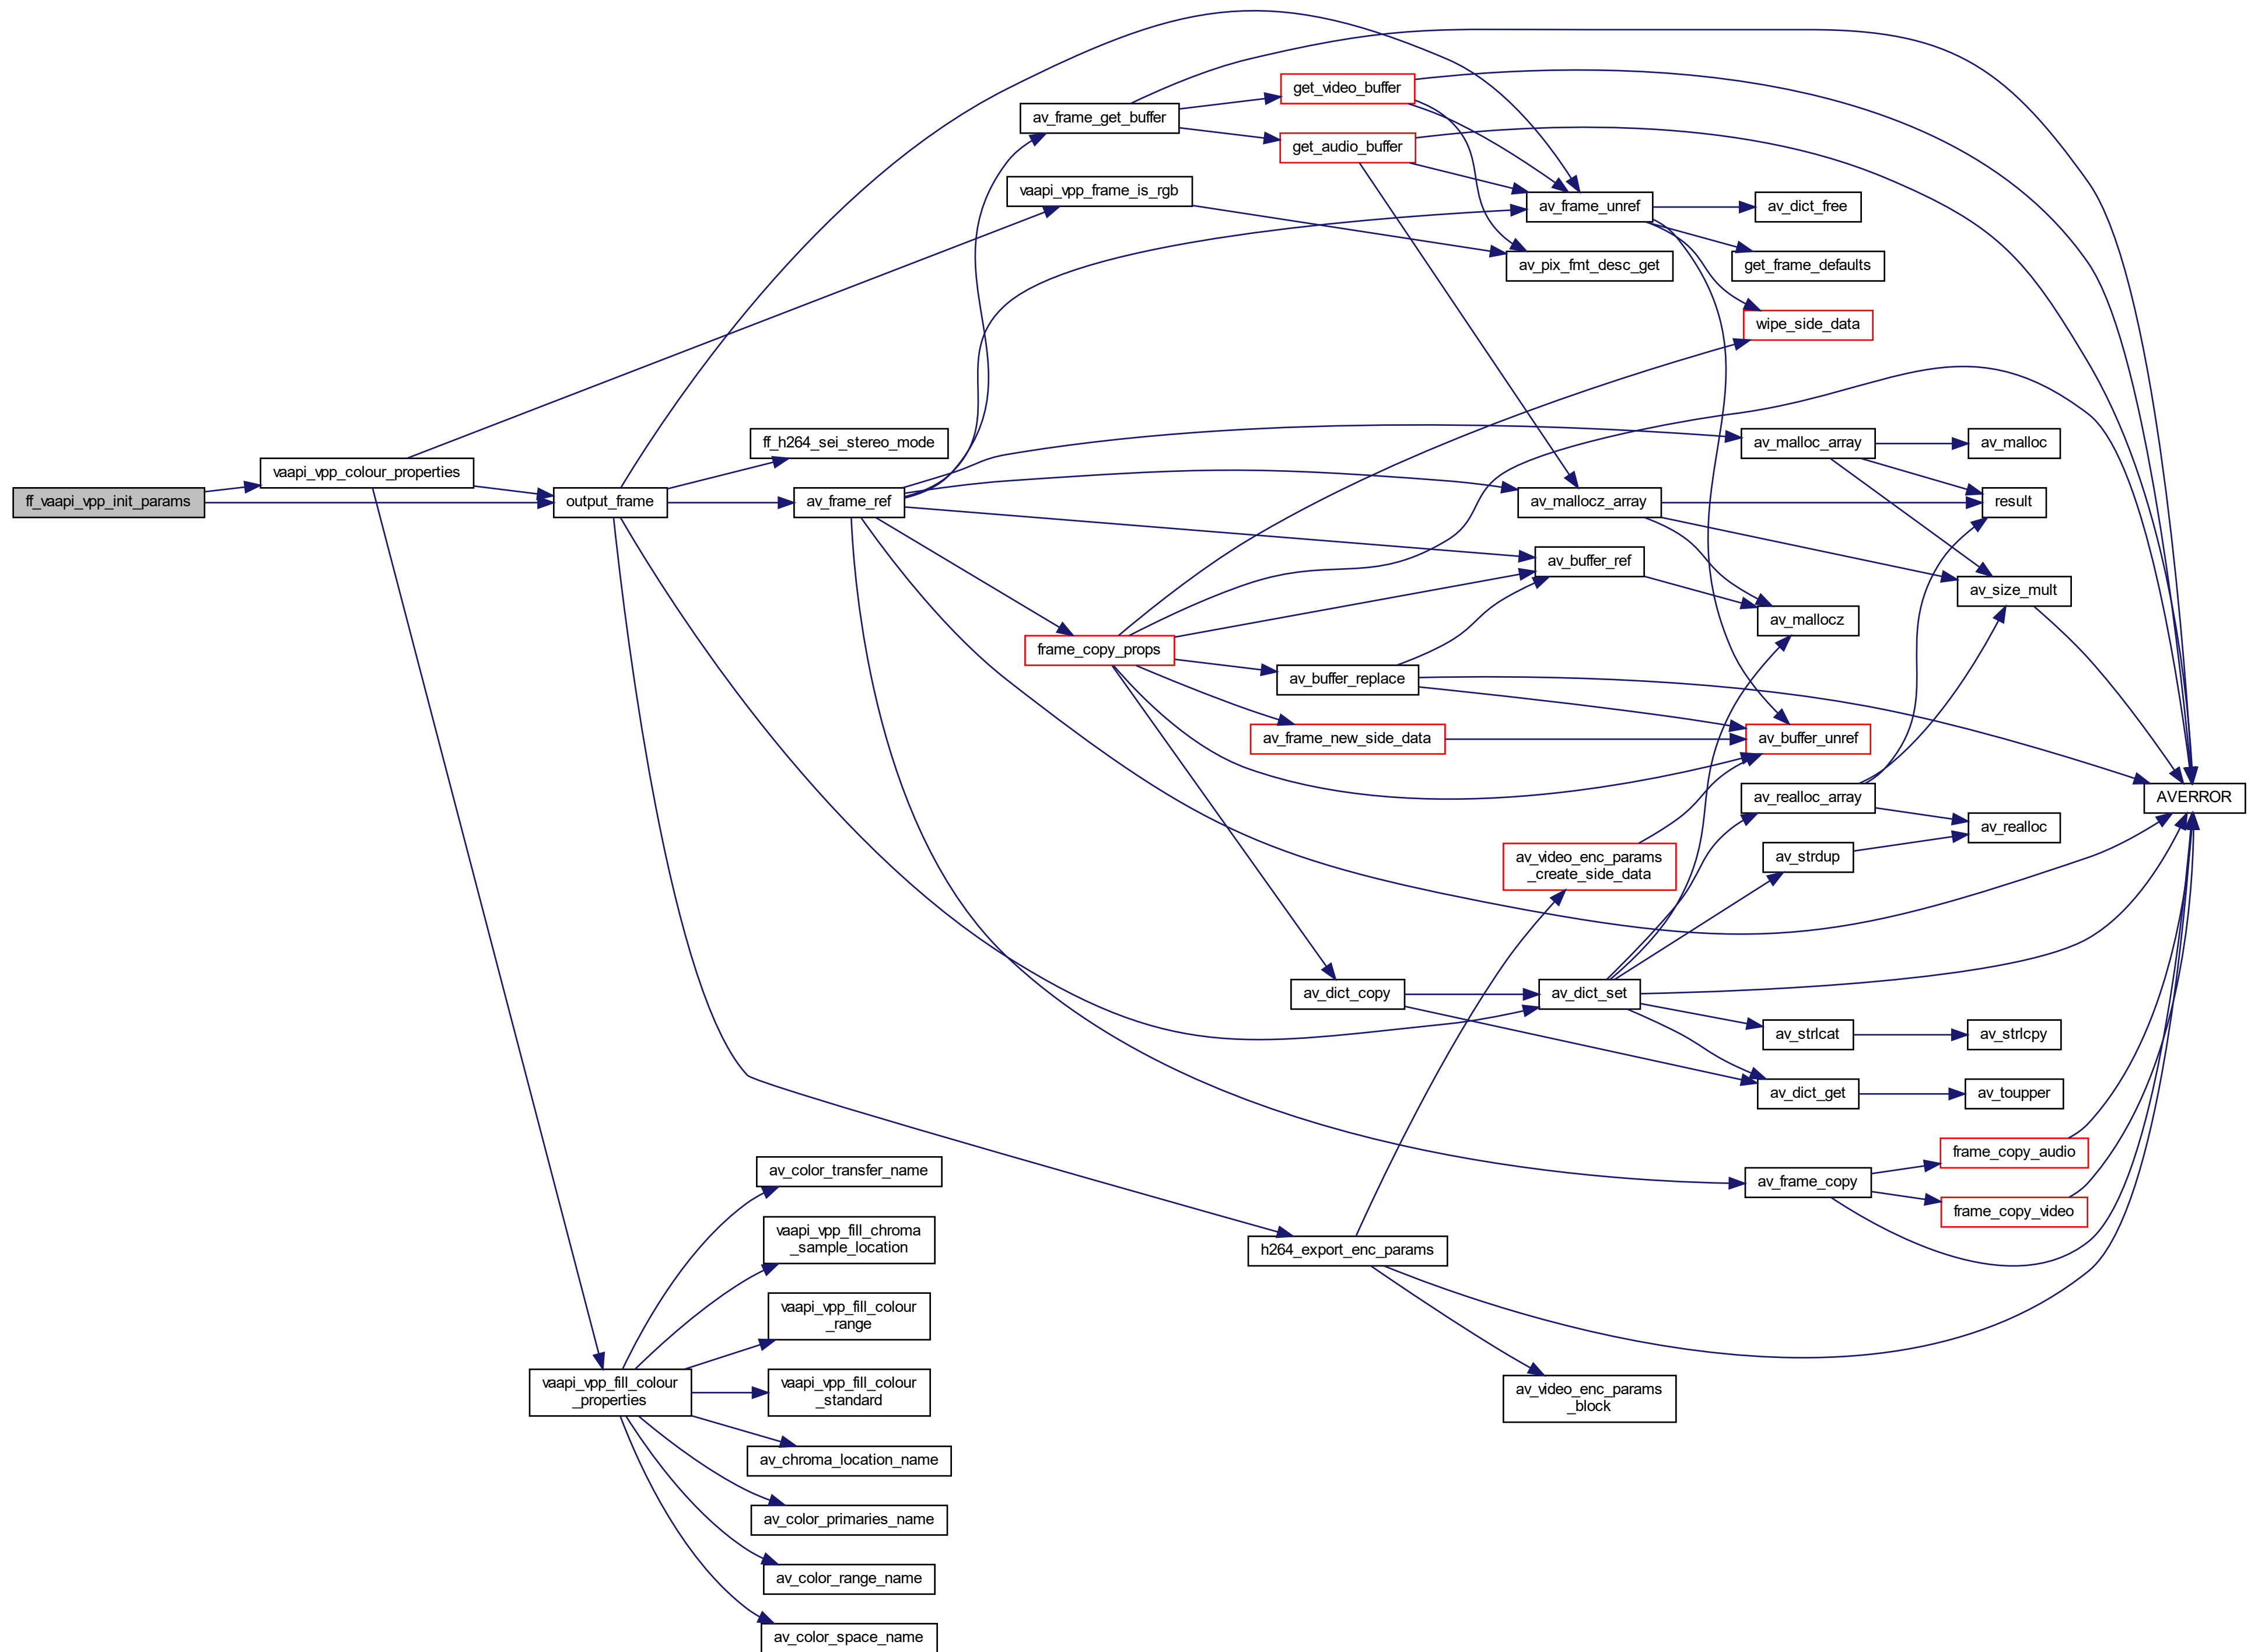 ff_vaapi_vpp_init_params
vaapi_vpp_colour_properties
output_frame
vaapi_vpp_fill_colour
_properties
ff_h264_sei_stereo_mode
av_frame_ref
av_color_transfer_name
vaapi_vpp_fill_chroma
_sample_location
vaapi_vpp_fill_colour
_range
vaapi_vpp_fill_colour
_standard
av_chroma_location_name
av_color_primaries_name
av_color_range_name
av_color_space_name
av_frame_get_buffer
vaapi_vpp_frame_is_rgb
frame_copy_props
get_video_buffer
get_audio_buffer
av_buffer_replace
av_frame_new_side_data
av_dict_copy
h264_export_enc_params
av_frame_unref
av_pix_fmt_desc_get
av_mallocz_array
av_buffer_ref
av_video_enc_params
_create_side_data
av_dict_set
av_video_enc_params
_block
av_dict_free
get_frame_defaults
wipe_side_data
av_malloc_array
av_mallocz
av_buffer_unref
av_realloc_array
av_strdup
av_strlcat
av_dict_get
av_frame_copy
av_malloc
result
av_size_mult
av_realloc
av_strlcpy
av_toupper
frame_copy_audio
frame_copy_video
AVERROR